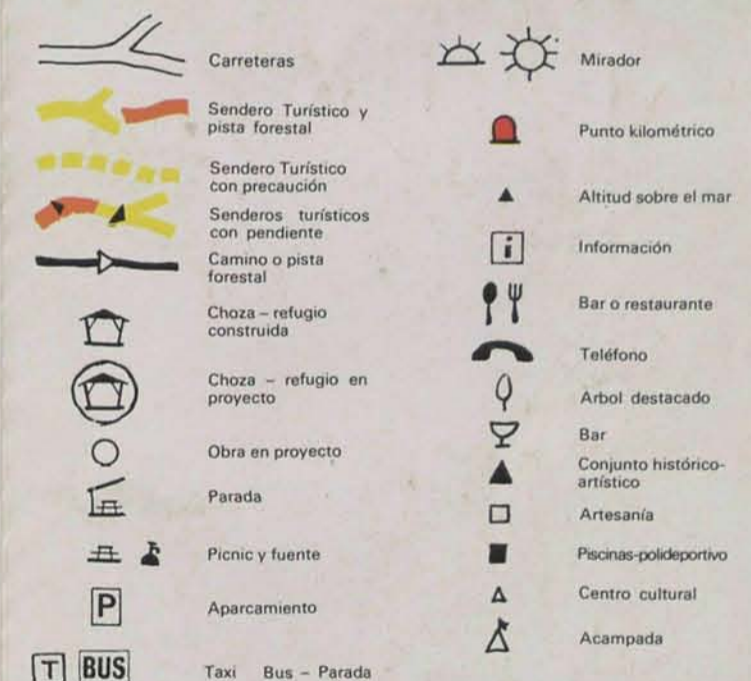 Carreteras
Sendero Turístico y
pista forestal
Sendero Turístico
con precaución
Senderos turísticos
con pendiente
Camino o pista
forestal
Choza – refugio
construida
Choza – refugio en
proyecto
Obra en proyecto
Parada
Picnic y fuente
P
Aparcamiento
T BUS
Taxi Bus – Parada
Mirador
Punto kilométrico
Altitud sobre el mar
i
Información
Bar o restaurante
Teléfono
Arbol destacado
Bar
Conjunto histórico-
artístico
Artesanía
Piscinas-polideportivo
Centro cultural
Acampada